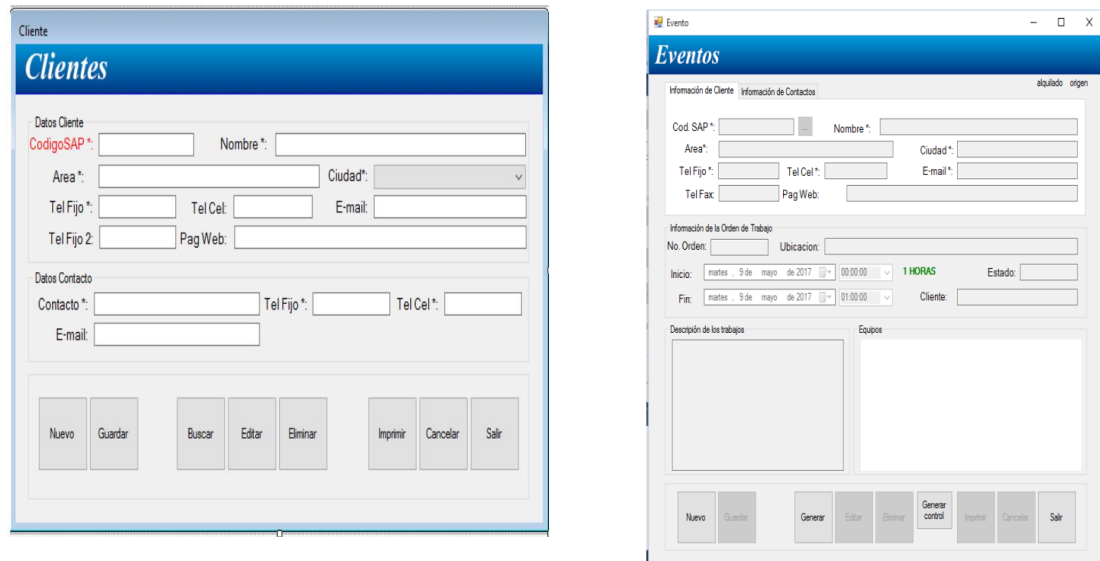 Cliente
Clientes
Datos Cliente
CodigoSAP *: Nombre *:
Area *: Ciudad*:
Tel Fijo *: Tel Cel: E-mail:
Tel Fijo 2: Pag Web:
Datos Contacto
Contacto *: Tel Fijo *: Tel Cel *:
E-mail:
Nuevo Guardar Buscar Editar Eliminar Imprimir Cancelar Salir
Evento
Eventos
alquilado origen
Información de Cliente Información de Contactos
Cod. SAP *: ... Nombre *:
Area*: Ciudad *:
Tel Fijo *: Tel Cel *: E-mail *:
Tel Fax: Pag Web:
Información de la Orden de Trabajo
No. Orden: Ubicacion:
Inicio: martes , 9 de mayo de 2017 00:00:00 1 HORAS Estado:
Fin: martes , 9 de mayo de 2017 01:00:00 Cliente:
Descripión de los trabajos Equipos
Nuevo Guardar Generar Editar Eliminar Generar control Imprimir Cancelar Salir